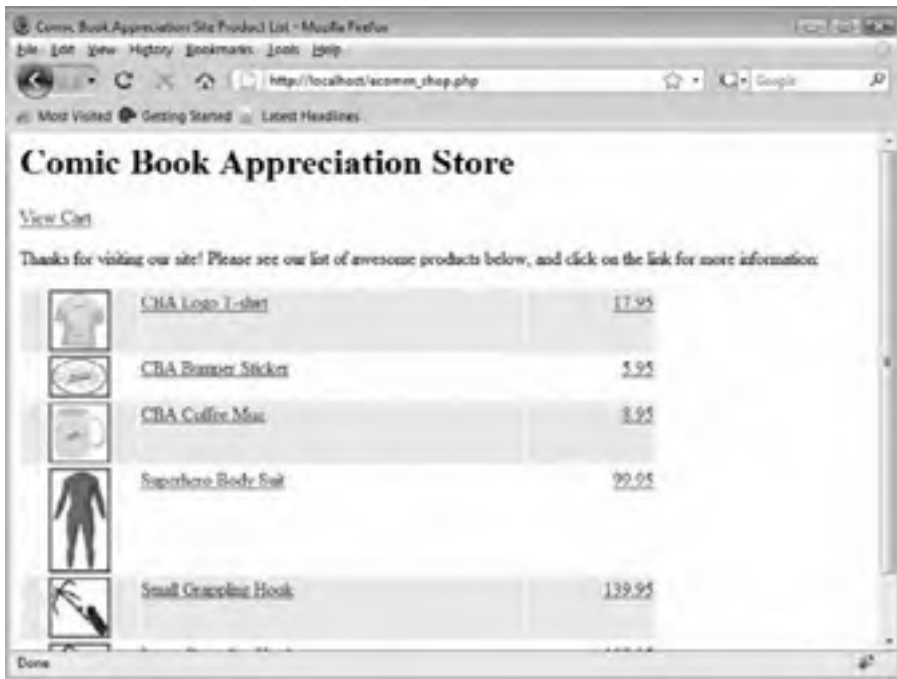 Comic Book Appreciation Site Product List - Mozilla Firefox
File Edit View History Bookmarks Tools Help
http://localhost/ecomm_shop.php
Google
Most Visited Getting Started Latest Headlines
Comic Book Appreciation Store
View Cart
Thanks for visiting our site! Please see our list of awesome products below, and click on the link for more information:
CBA Logo T-shirt 17.95
CBA Bumper Sticker 5.95
CBA Coffee Mug 8.95
Superhero Body Suit 99.95
Small Grappling Hook 139.95
Done